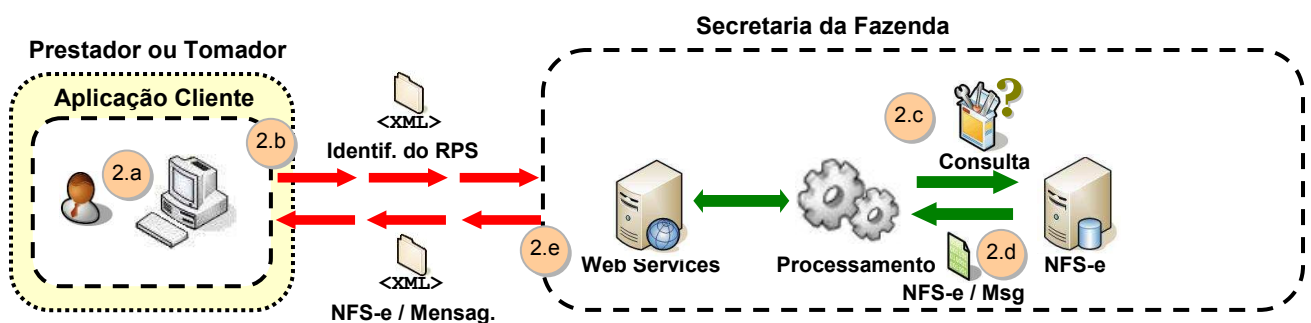 Secretaria da Fazenda
Prestador ou Tomador
Aplicação Cliente
2.a
2.b
<XML>
Identif. do RPS
<XML>
NFS-e / Mensag.
2.e
Web Services
Processamento
2.c
?
Consulta
2.d
NFS-e / Msg
NFS-e